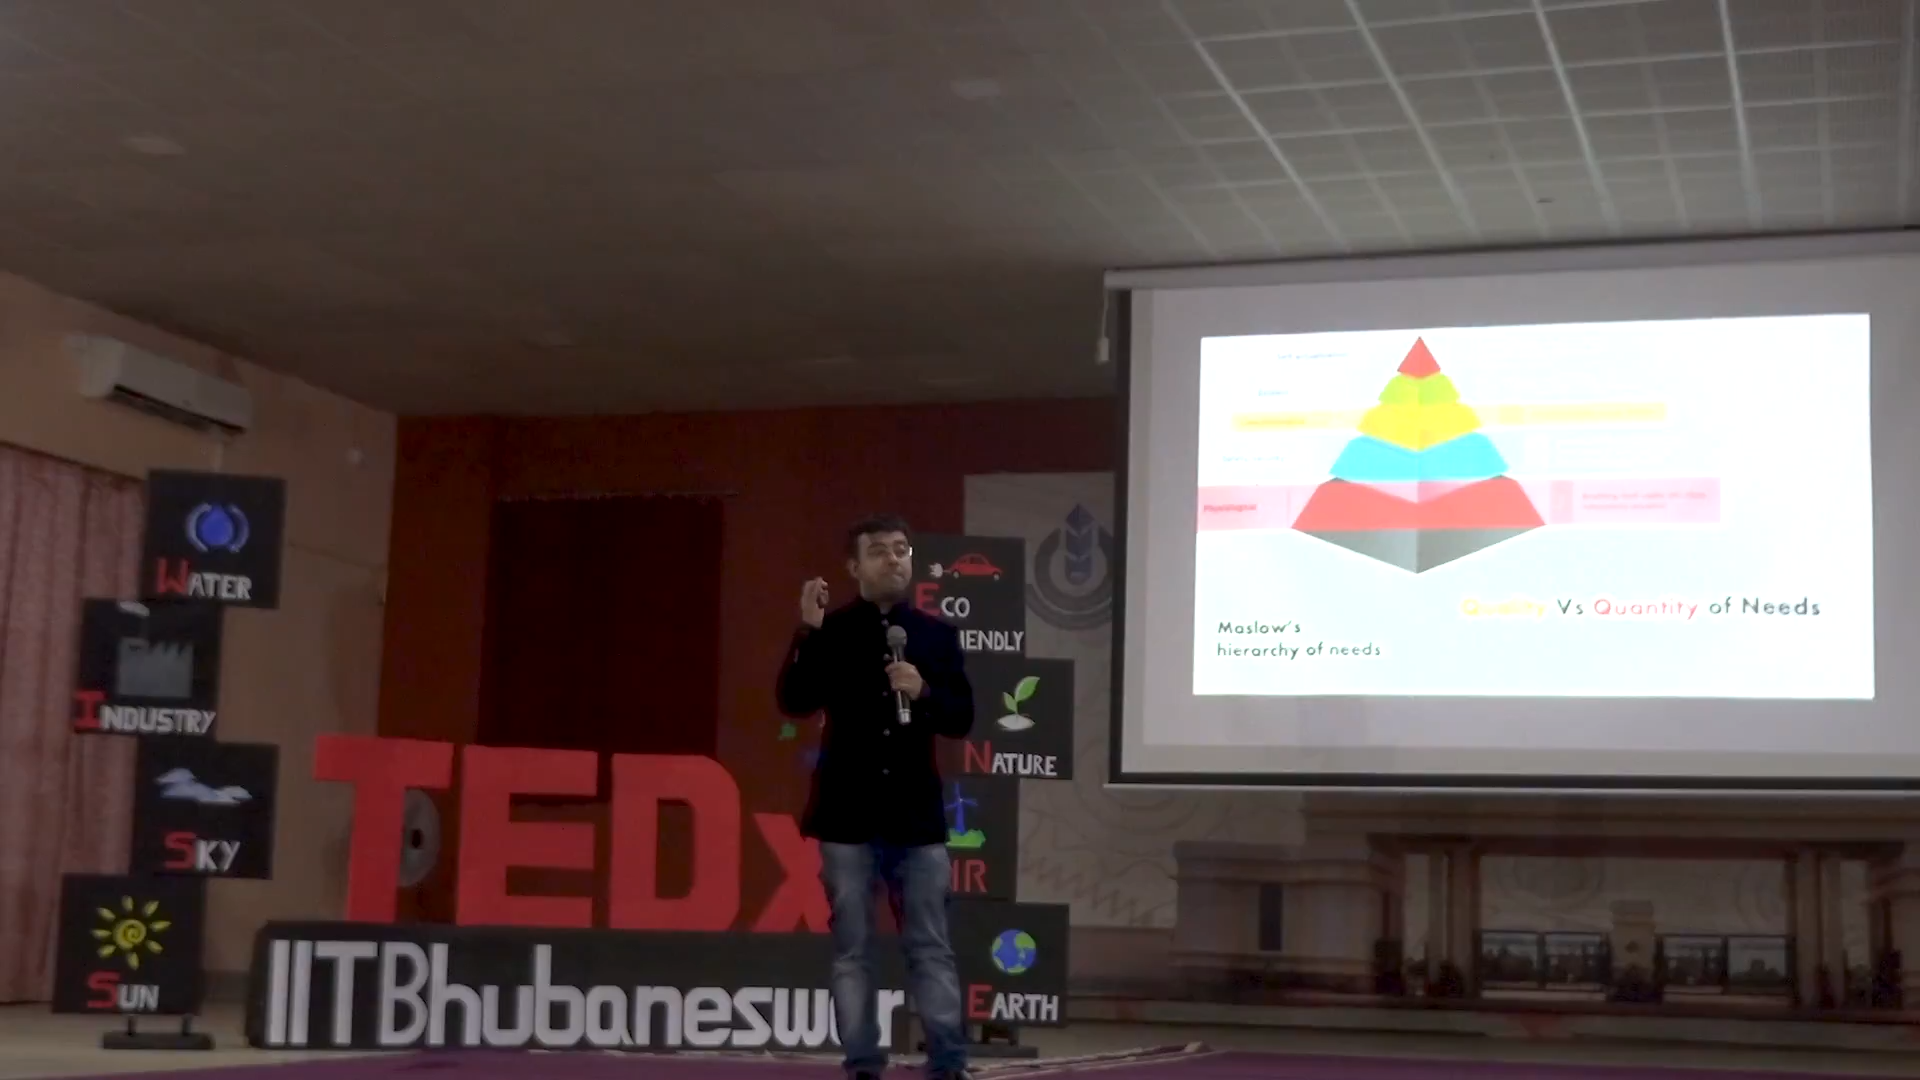 WATER
INDUSTRY
SKY
SUN
TEDx
IITBhubaneswar
ECO
IENDLY
NATURE
IR
EARTH
Physiological
Maslow's
hierarchy of needs
Quality Vs Quantity of Needs